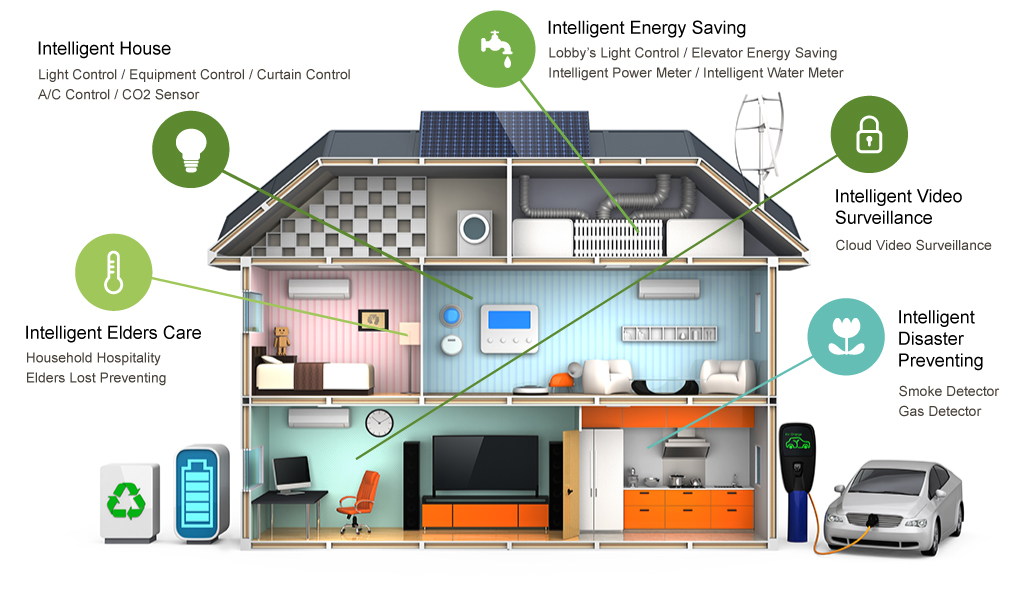 Intelligent House
Light Control / Equipment Control / Curtain Control
A/C Control / CO2 Sensor
Intelligent Energy Saving
Lobby's Light Control / Elevator Energy Saving
Intelligent Power Meter / Intelligent Water Meter
Intelligent Video
Surveillance
Cloud Video Surveillance
Intelligent Elders Care
Household Hospitality
Elders Lost Preventing
Intelligent
Disaster
Preventing
Smoke Detector
Gas Detector